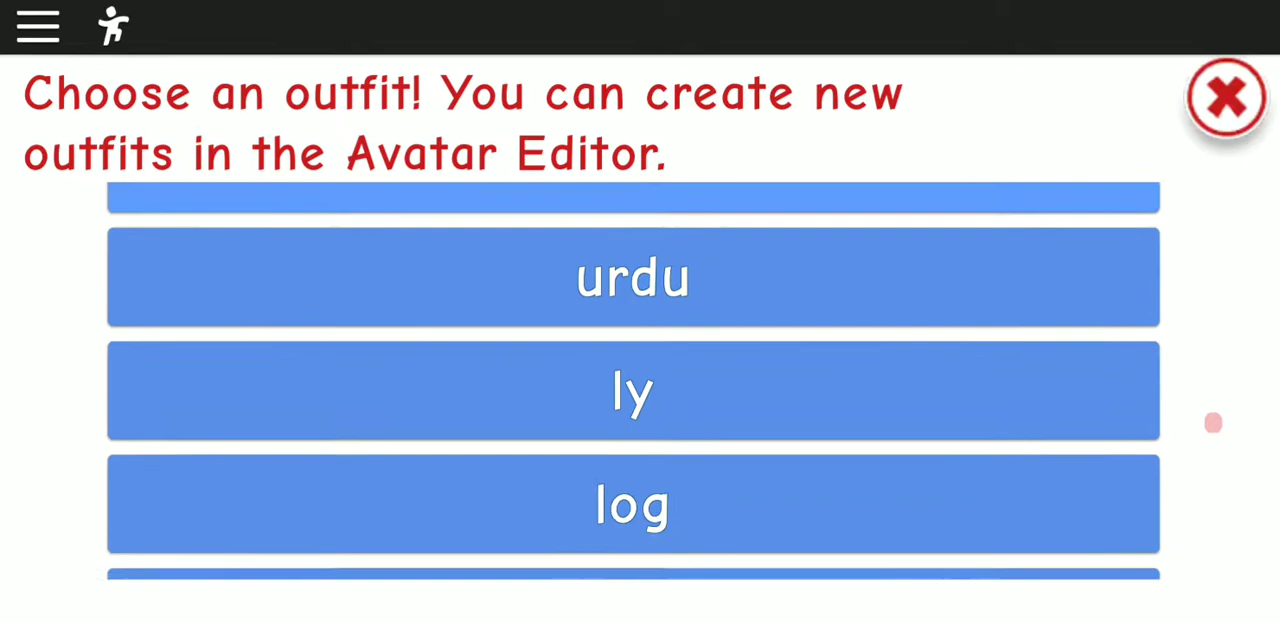 Choose an outfit! You can create new
outfits in the Avatar Editor.
urdu
ly
log